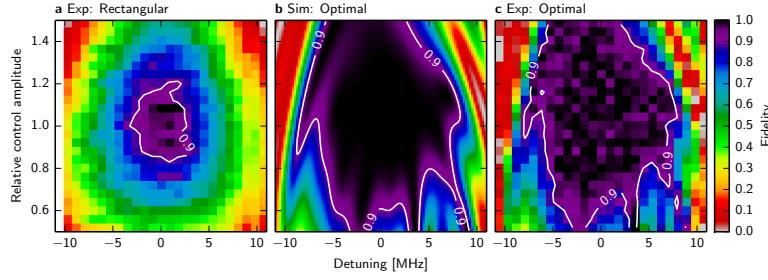 a Exp: Rectangular
b Sim: Optimal
c Exp: Optimal
Relative control amplitude
1.4
1.2
1.0
0.8
0.6
0.9
0.9
0.9
0.9
0.9
0.9
0.9
0.9
1.0
0.9
0.8
0.7
0.6
0.5
0.4
0.3
0.2
0.1
0.0
Fidelity
−10 −5 0 5 10
−10 −5 0 5 10
−10 −5 0 5 10
Detuning [MHz]